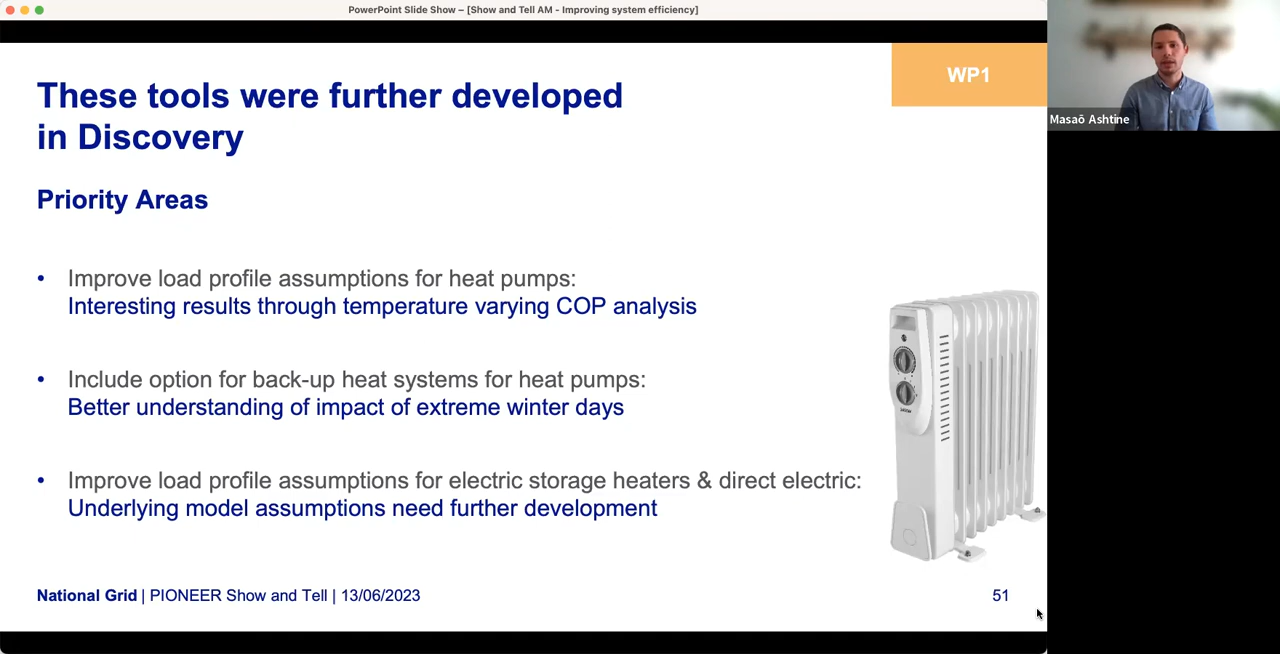 PowerPoint Slide Show – [Show and Tell AM - Improving system efficiency]
These tools were further developed
in Discovery
WP1
Masaō Ashtine
Priority Areas
• Improve load profile assumptions for heat pumps:
Interesting results through temperature varying COP analysis
• Include option for back-up heat systems for heat pumps:
Better understanding of impact of extreme winter days
• Improve load profile assumptions for electric storage heaters & direct electric:
Underlying model assumptions need further development
National Grid | PIONEER Show and Tell | 13/06/2023
51